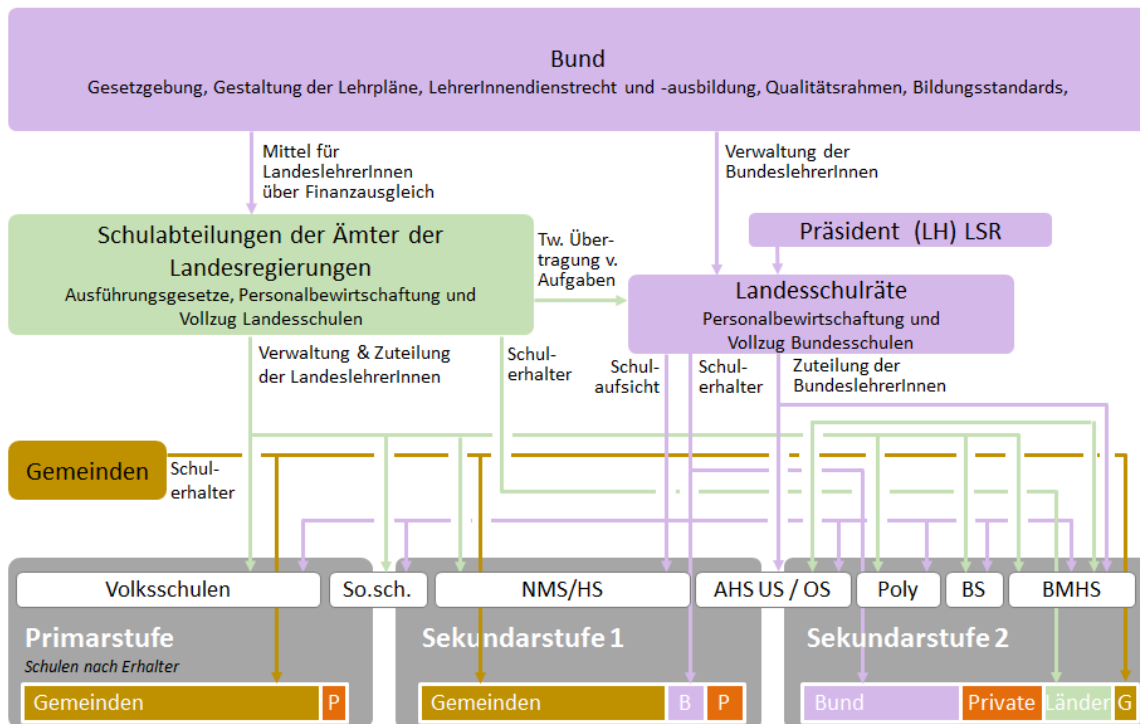 Bund
Gesetzgebung, Gestaltung der Lehrpläne, LehrerInnendienstrecht und -ausbildung, Qualitätsrahmen, Bildungsstandards,
Mittel für
LandeslehrerInnen
über Finanzausgleich
Verwaltung der
BundeslehrerInnen
Schulabteilungen der Ämter der
Landesregierungen
Ausführungsgesetze, Personalbewirtschaftung und
Vollzug Landesschulen
Tw. Über-
tragung v.
Aufgaben
Präsident (LH) LSR
Landesschulräte
Personalbewirtschaftung und
Vollzug Bundesschulen
Verwaltung & Zuteilung
der LandeslehrerInnen
Schul-
erhalter
Schul-
aufsicht
Schul-
erhalter
Zuteilung der
BundeslehrerInnen
Gemeinden
Schul-
erhalter
Volksschulen
So.sch.
NMS/HS
AHS US / OS
Poly
BS
BMHS
Primarstufe
Schulen nach Erhalter
Sekundarstufe 1
Sekundarstufe 2
Gemeinden
P
Gemeinden
B
P
Bund
Private
Länder
G